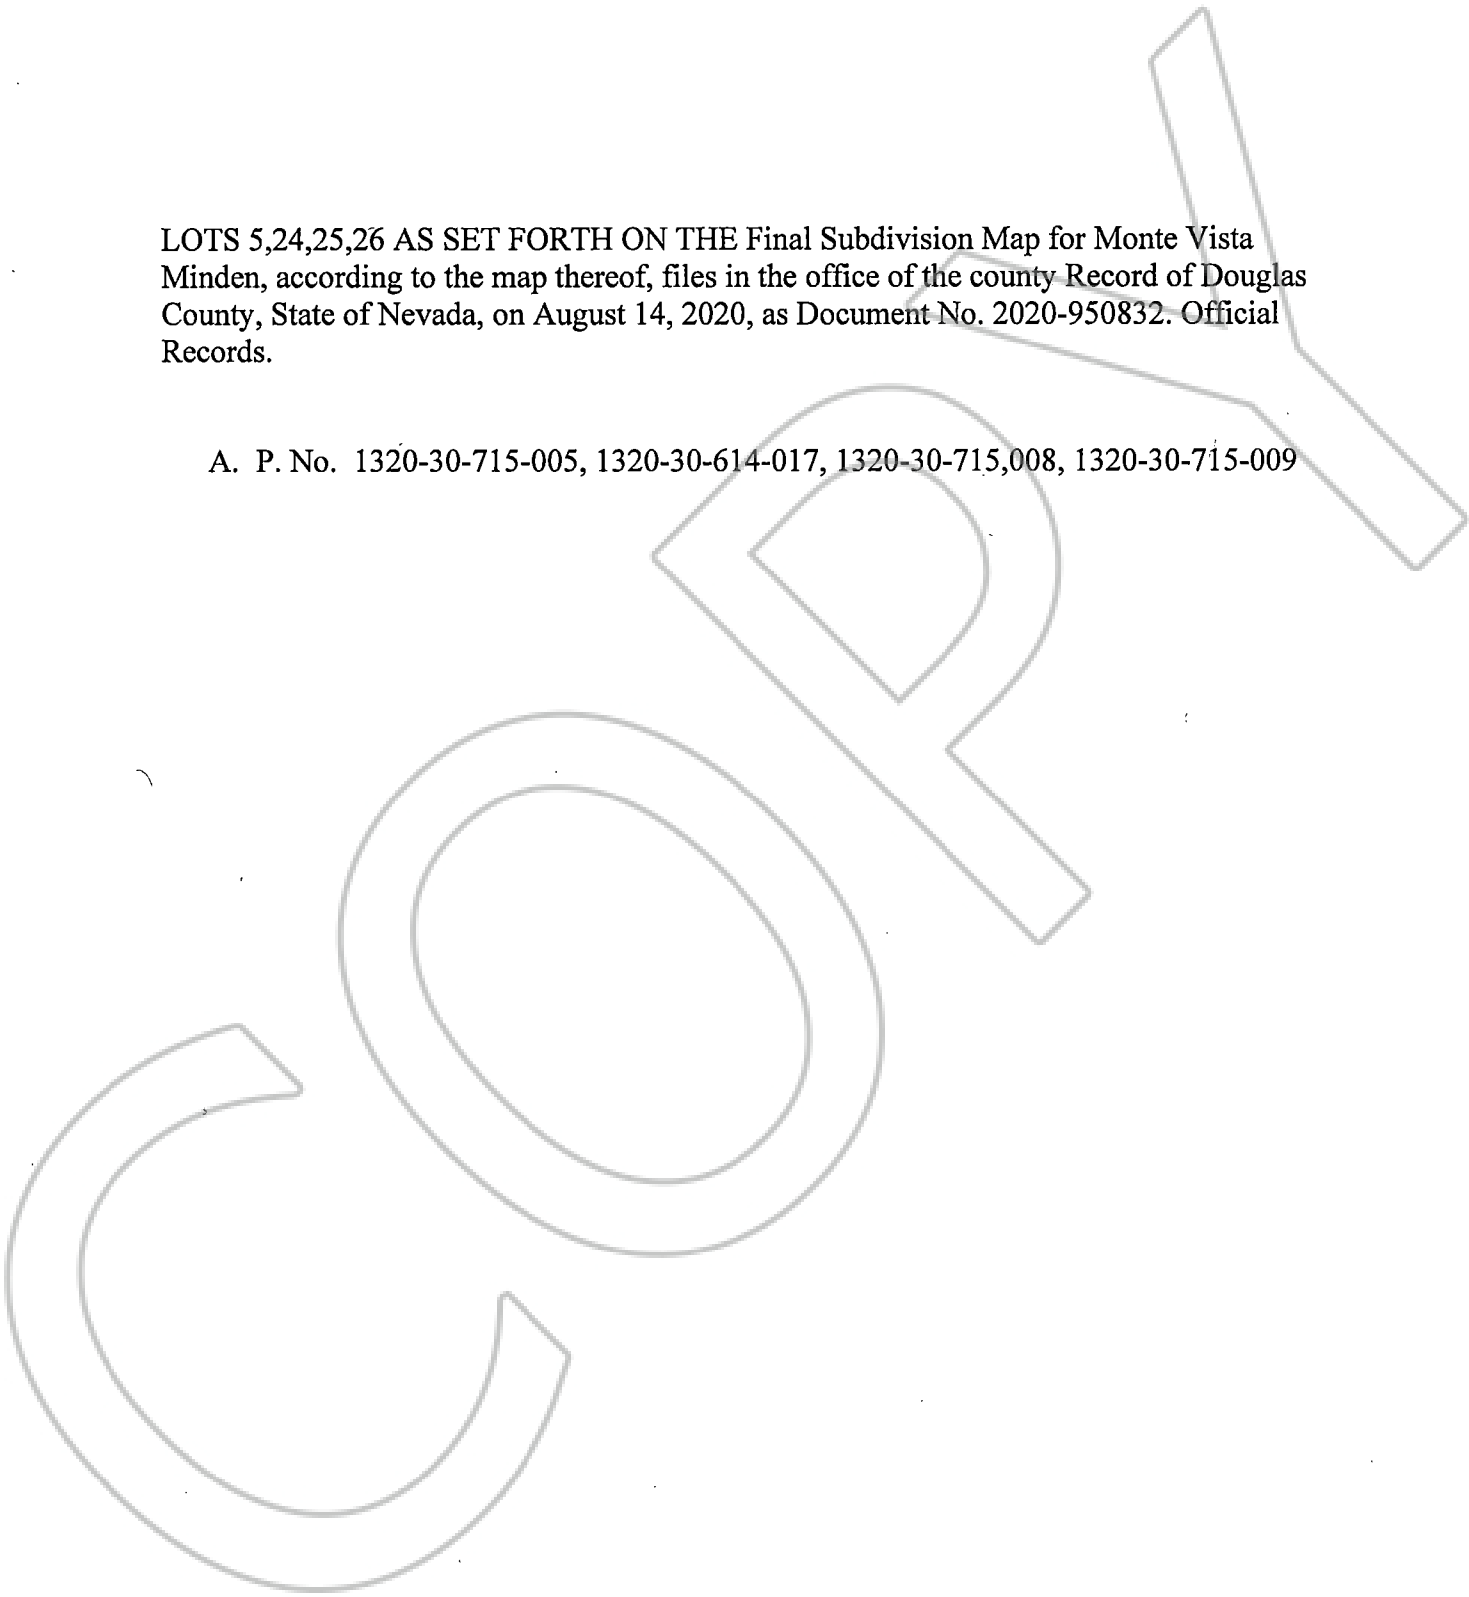 LOTS 5,24,25,26 AS SET FORTH ON THE Final Subdivision Map for Monte Vista
Minden, according to the map thereof, files in the office of the county Record of Douglas
County, State of Nevada, on August 14, 2020, as Document No. 2020-950832. Official
Records.
A. P. No. 1320-30-715-005, 1320-30-614-017, 1320-30-715,008, 1320-30-715-009
COPY